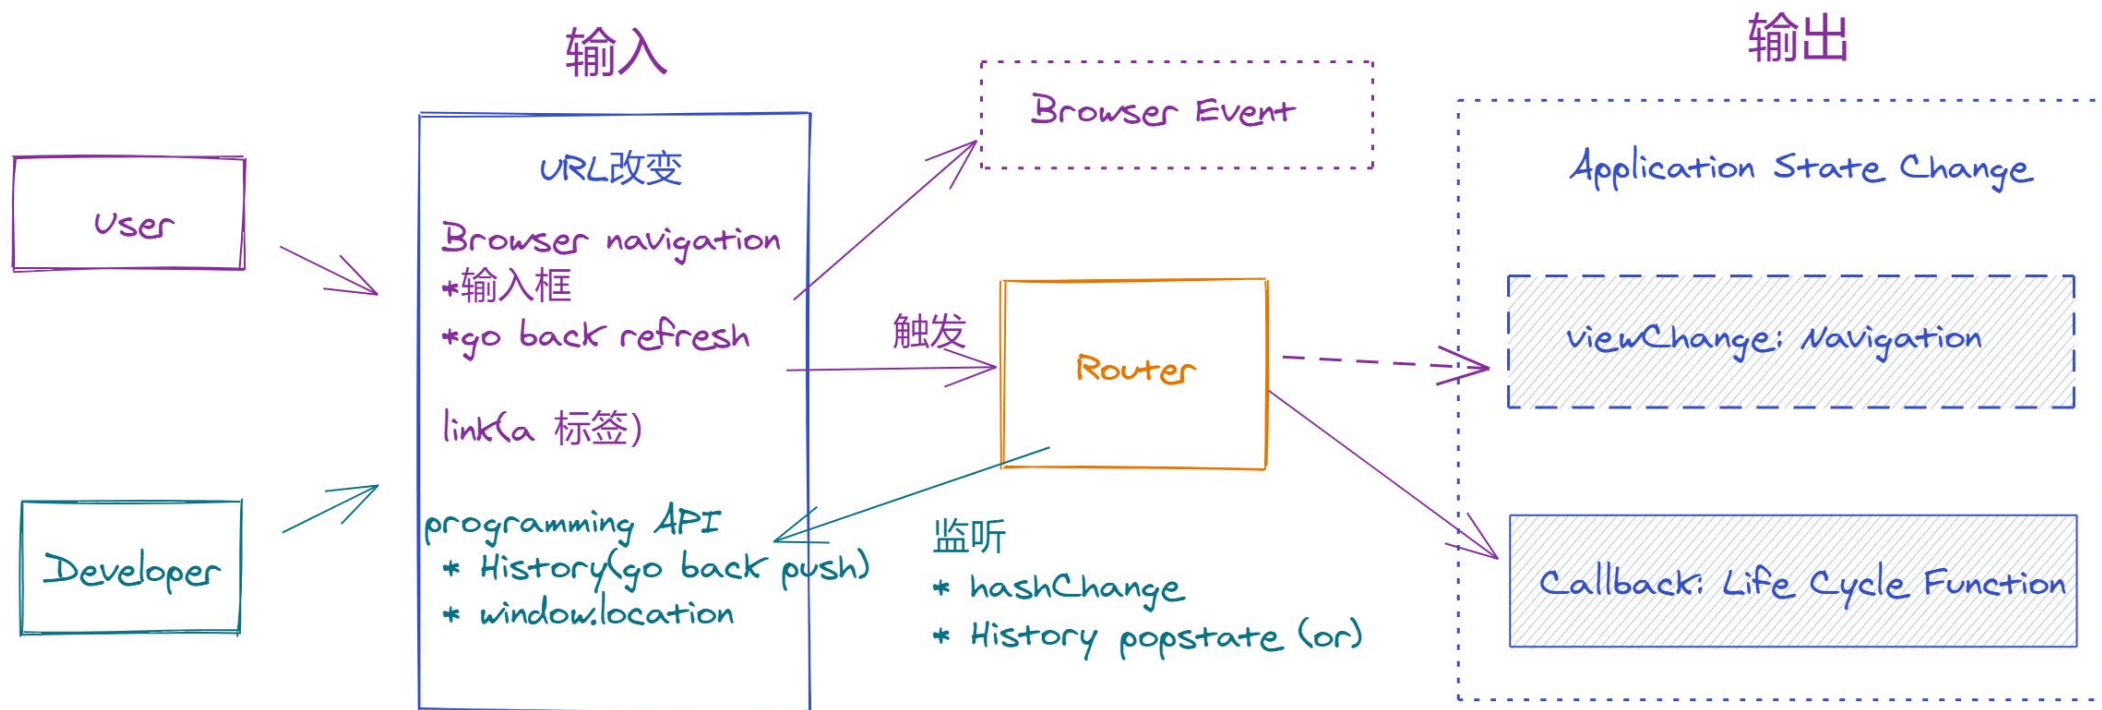 输入
输出
User
Developer
URL改变
Browser navigation
*输入框
*go back refresh
link(a 标签)
programming API
* History(go back push)
* window.location
Browser Event
触发
Router
监听
* hashChange
* History popstate (or)
Application State Change
viewChange: Navigation
Callback: Life Cycle Function